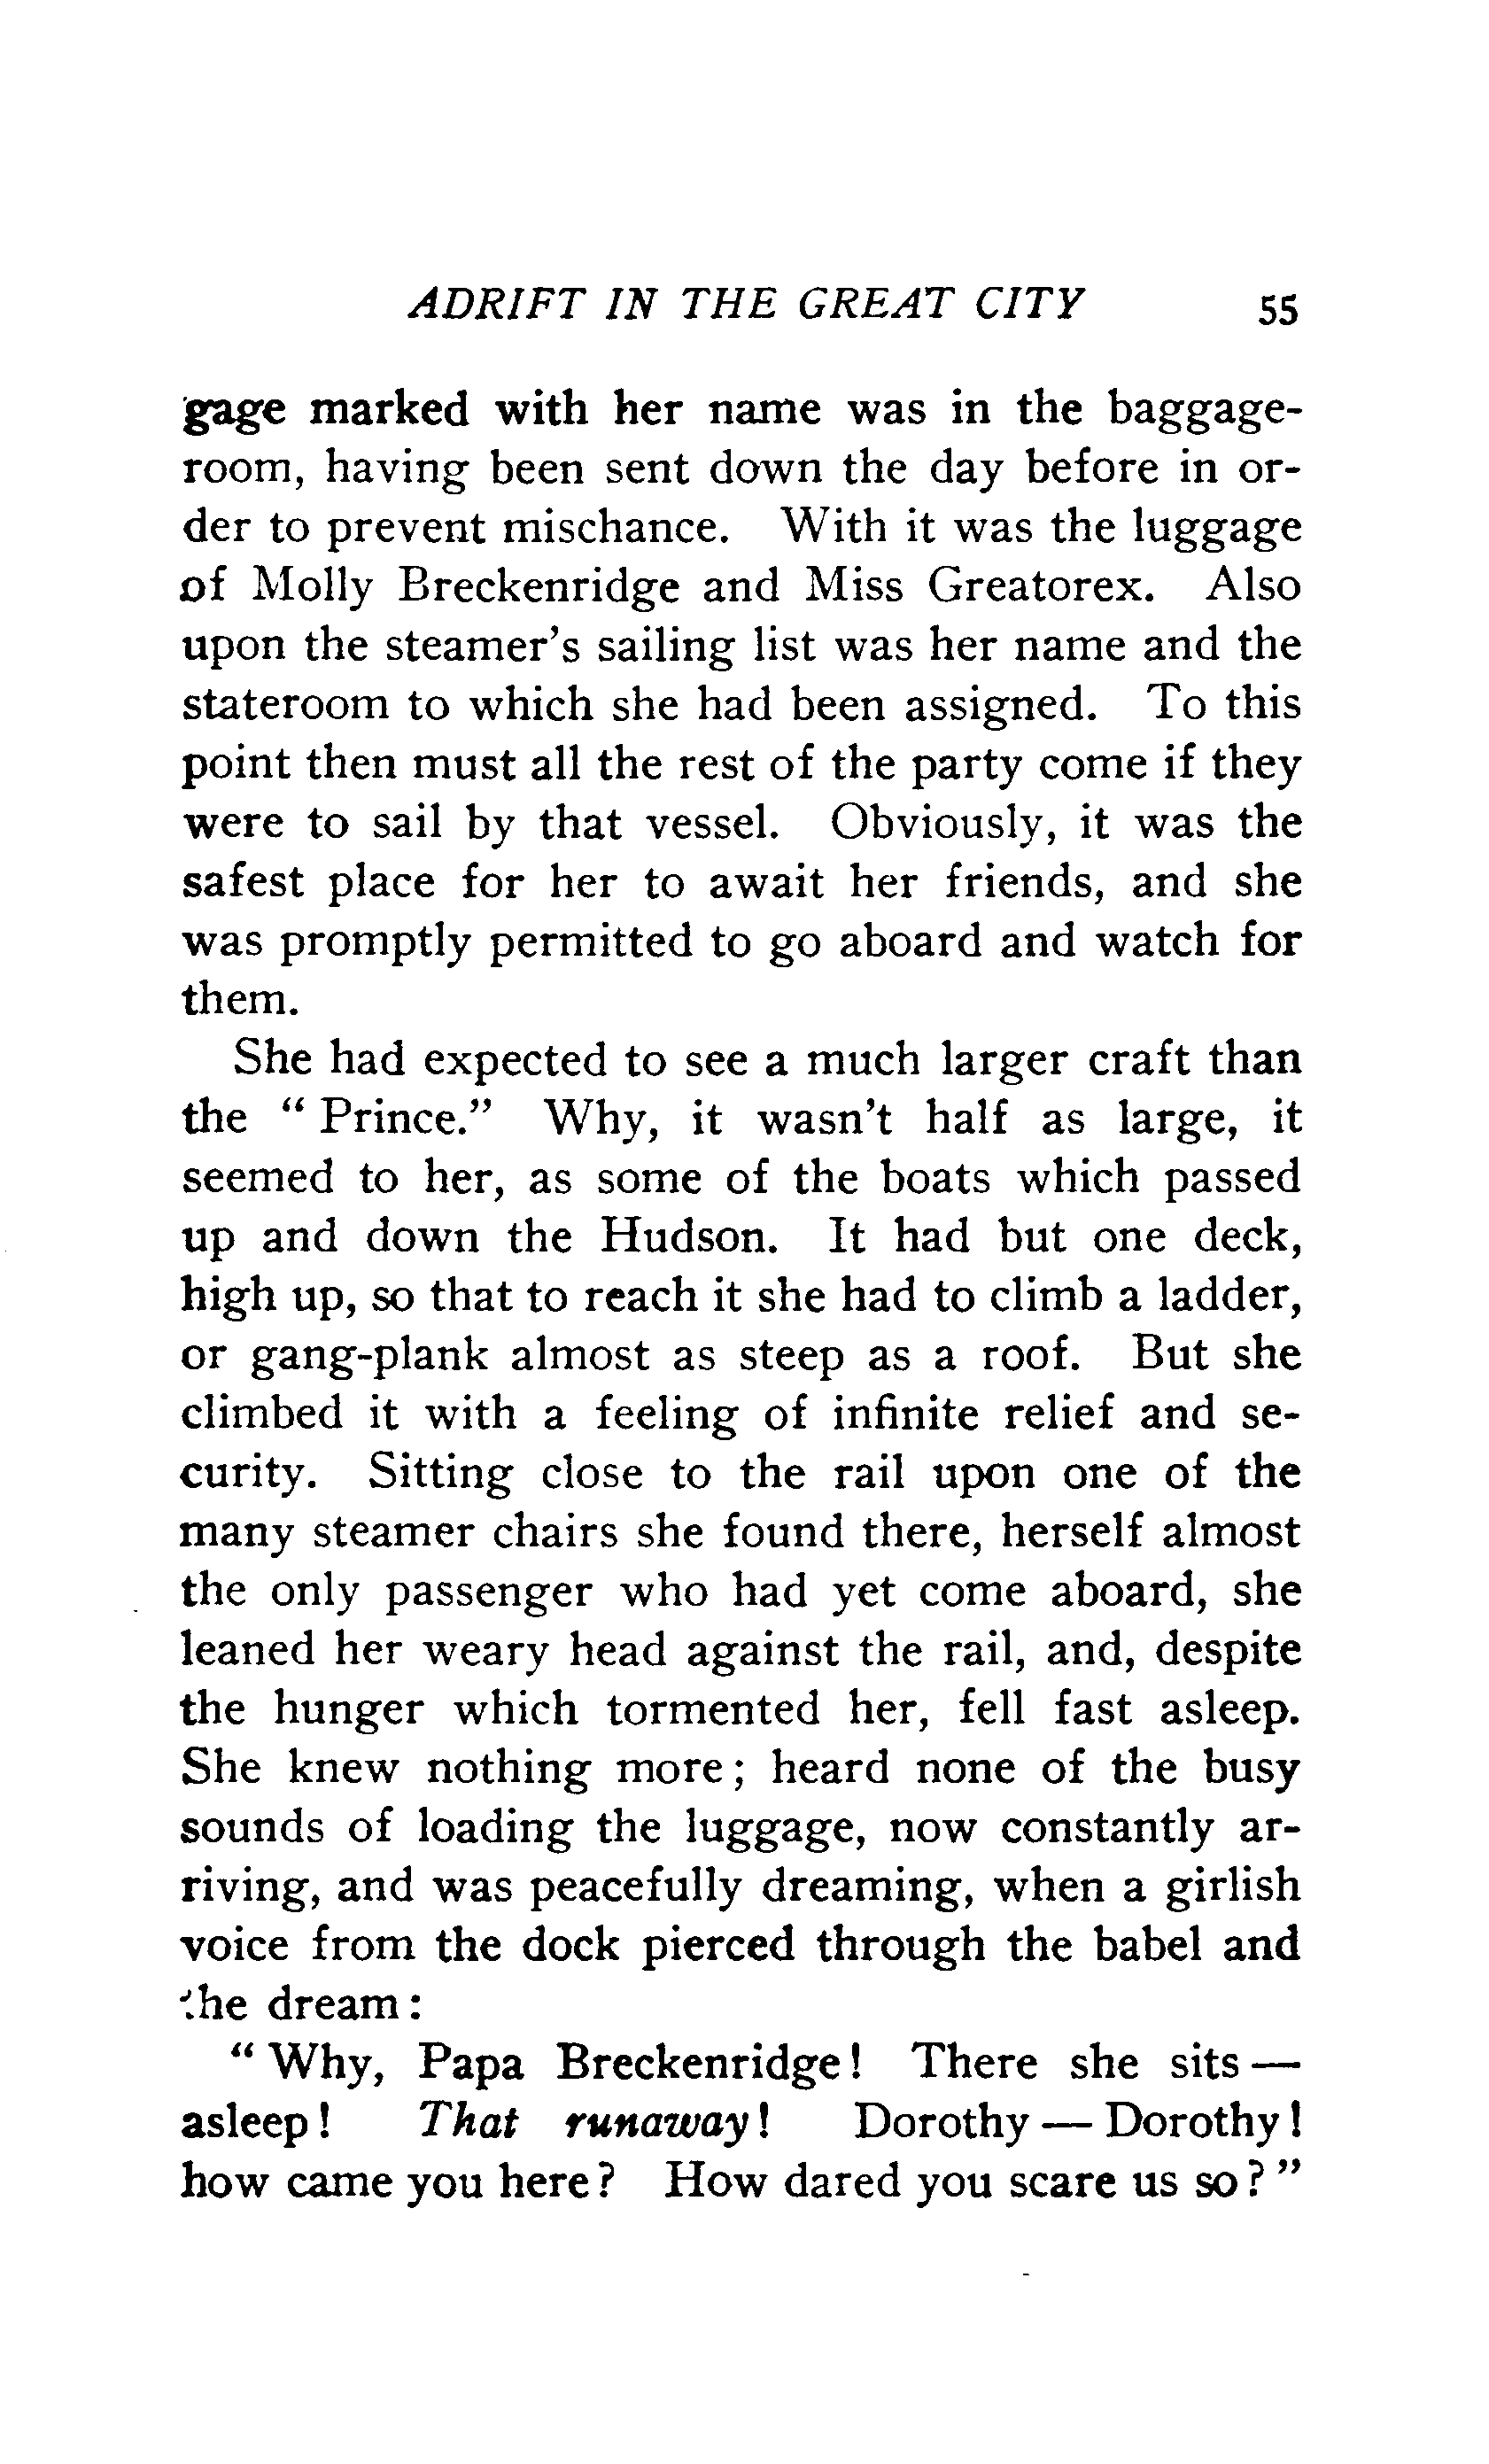 ADRIFT IN THE GREAT CITY 55
gage marked with her name was in the baggage-
room, having been sent down the day before in or-
der to prevent mischance. With it was the luggage
of Molly Breckenridge and Miss Greatorex. Also
upon the steamer's sailing list was her name and the
stateroom to which she had been assigned. To this
point then must all the rest of the party come if they
were to sail by that vessel. Obviously, it was the
safest place for her to await her friends, and she
was promptly permitted to go aboard and watch for
them.
She had expected to see a much larger craft than
the “ Prince.” Why, it wasn't half as large, it
seemed to her, as some of the boats which passed
up and down the Hudson. It had but one deck,
high up, so that to reach it she had to climb a ladder,
or gang-plank almost as steep as a roof. But she
climbed it with a feeling of infinite relief and se-
curity. Sitting close to the rail upon one of the
many steamer chairs she found there, herself almost
the only passenger who had yet come aboard, she
leaned her weary head against the rail, and, despite
the hunger which tormented her, fell fast asleep.
She knew nothing more; heard none of the busy
sounds of loading the luggage, now constantly ar-
riving, and was peacefully dreaming, when a girlish
voice from the dock pierced through the babel and
the dream:
“ Why, Papa Breckenridge! There she sits —
asleep! That runaway! Dorothy — Dorothy!
how came you here? How dared you scare us so? ”